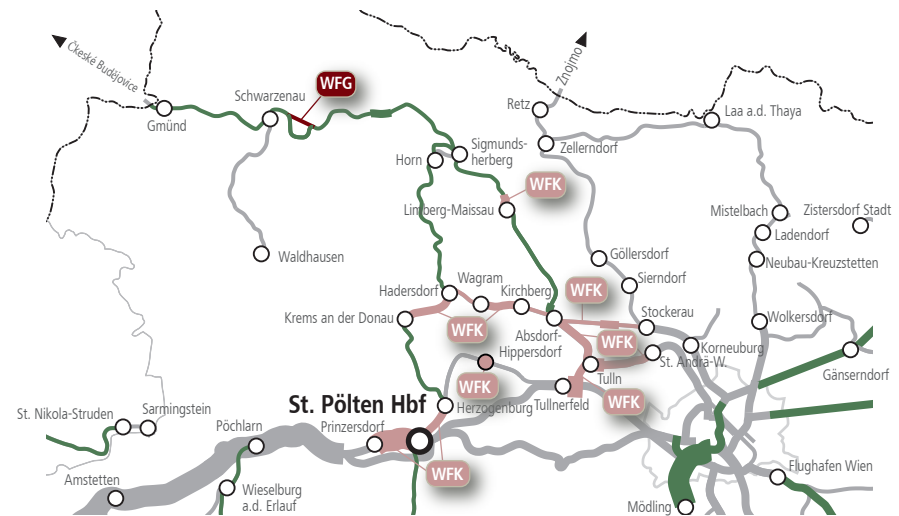 Čkeské Budějovice
Gmünd
Schwarzenau
WFG
Znojmo
Retz
Zellerndorf
Laa a.d. Thaya
Horn
Sigmunds-
herberg
WFK
Limberg-Maissau
Mistelbach
Zistersdorf Stadt
Ladendorf
Neubau-Kreuzstetten
Waldhausen
Göllersdorf
Sierndorf
Hadersdorf
Wagram
Kirchberg
WFK
Krems an der Donau
WFK
Absdorf-
Hippersdorf
WFK
Stockerau
Wolkersdorf
Korneuburg
St. Andrä-W.
Gänserndorf
WFK
Tulln
Tullnerfeld
WFK
St. Pölten Hbf
Herzogenburg
Prinzersdorf
St. Nikola-Struden
Sarmingstein
Pöchlarn
WFK
Amstetten
Wieselburg
a.d. Erlauf
Flughafen Wien
Mödling